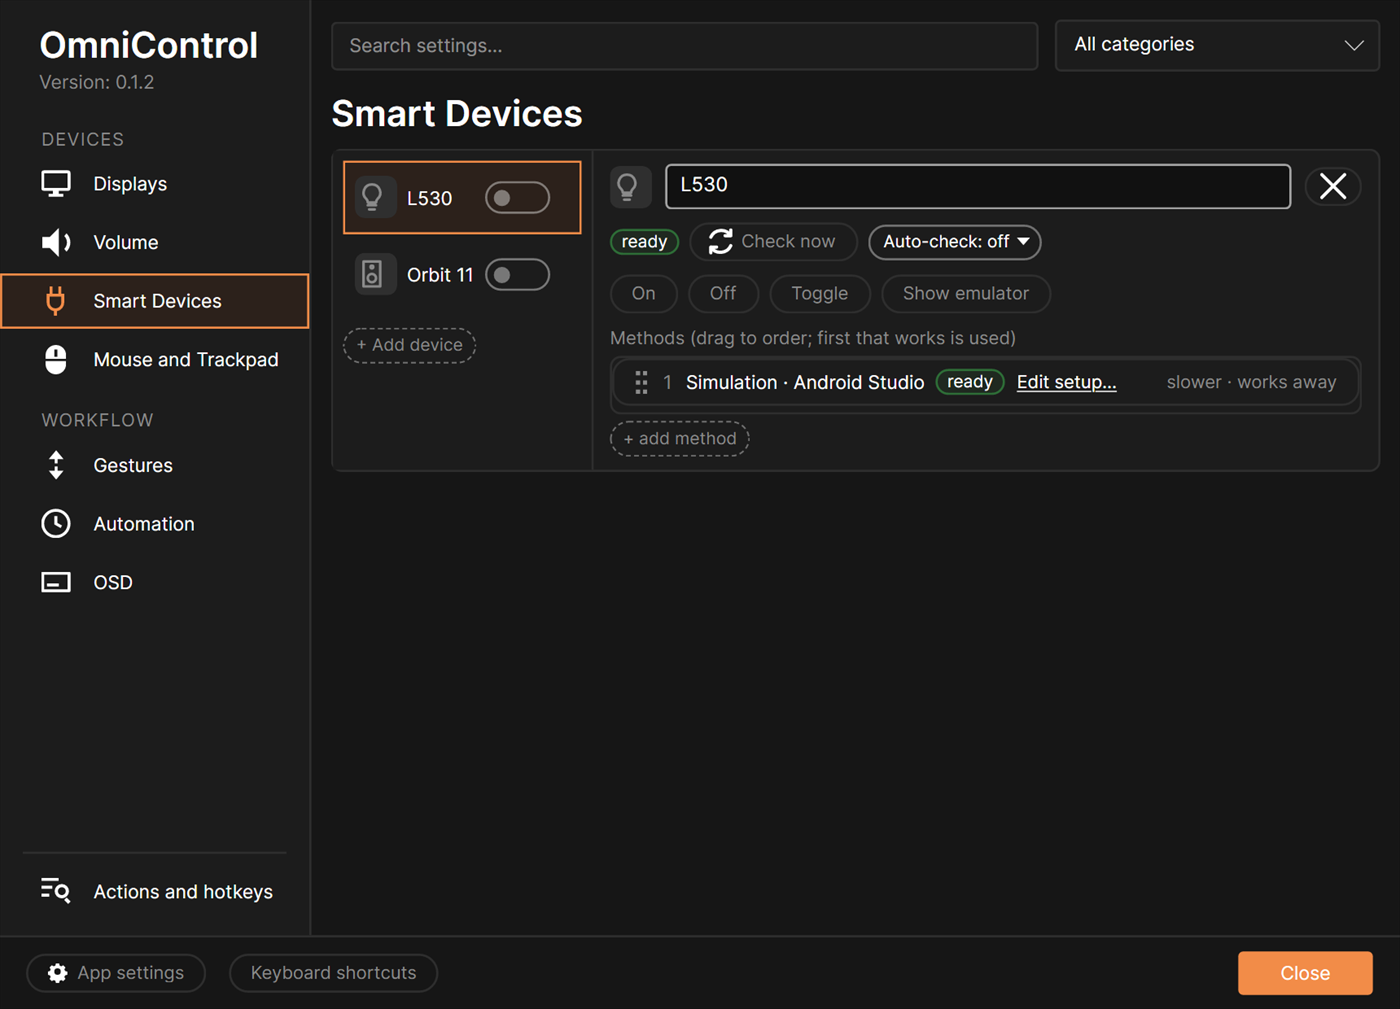 OmniControl
Version: 0.1.2
DEVICES
Displays
Volume
Smart Devices
Mouse and Trackpad
WORKFLOW
Gestures
Automation
OSD
Actions and hotkeys
Search settings...
All categories
Smart Devices
L530
Orbit 11
+ Add device
L530
ready
Check now
Auto-check: off
On
Off
Toggle
Show emulator
Methods (drag to order; first that works is used)
1 Simulation · Android Studio ready Edit setup... slower · works away
+ add method
App settings
Keyboard shortcuts
Close